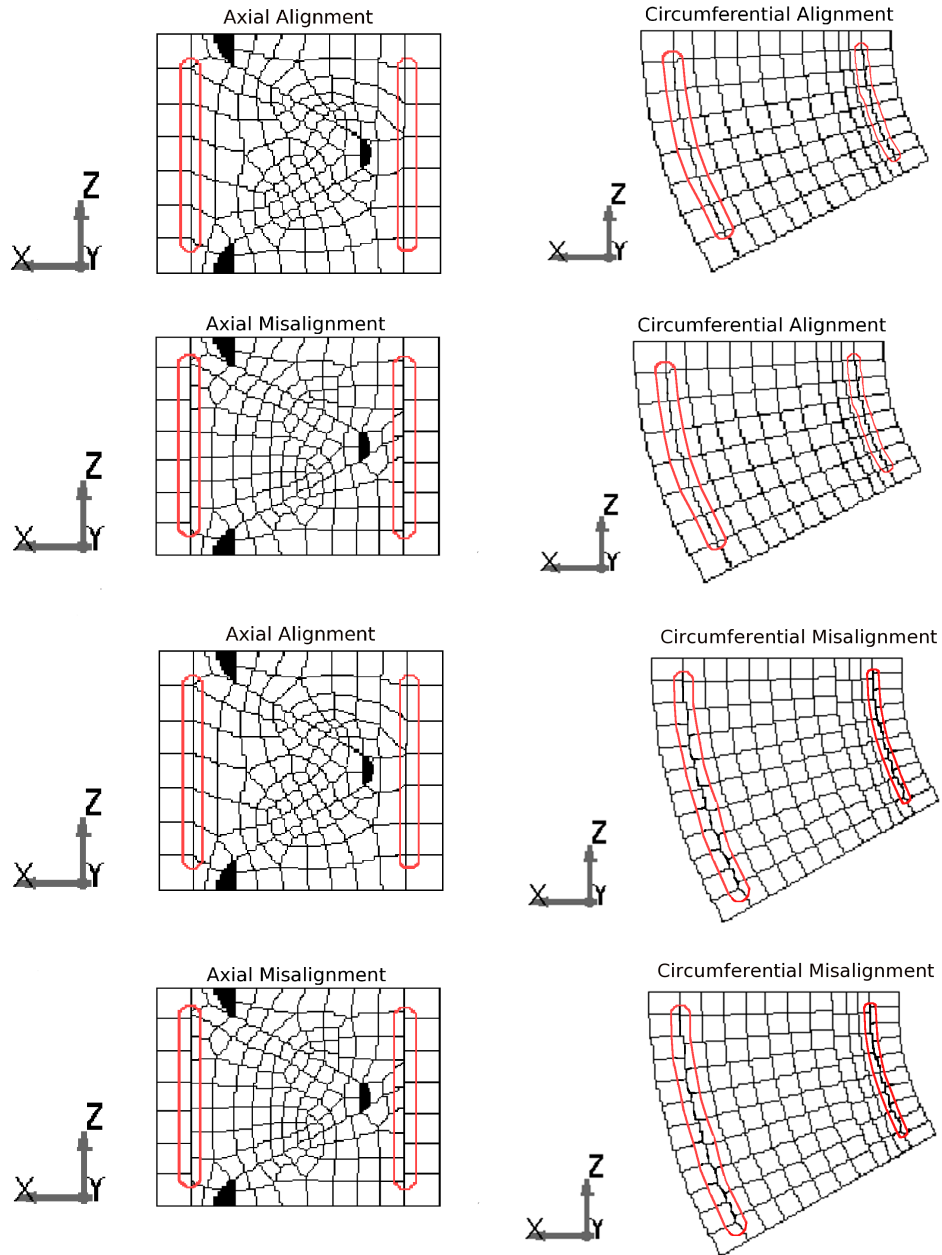 Axial Alignment
Circumferential Alignment
Z
X
Y
Z
X
Y
Axial Misalignment
Circumferential Alignment
Z
X
Y
Z
X
Y
Axial Alignment
Circumferential Misalignment
Z
X
Y
Z
X
Y
Axial Misalignment
Circumferential Misalignment
Z
X
Y
Z
X
Y